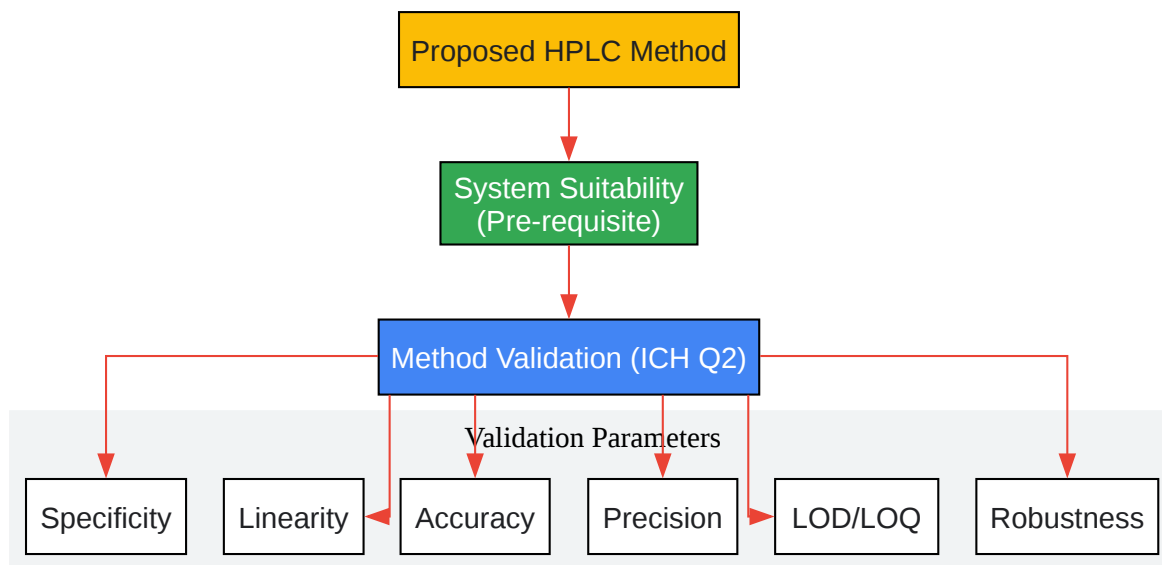 Proposed HPLC Method
System Suitability
(Pre-requisite)
Method Validation (ICH Q2)
Validation Parameters
Specificity
Linearity
Accuracy
Precision
LOD/LOQ
Robustness